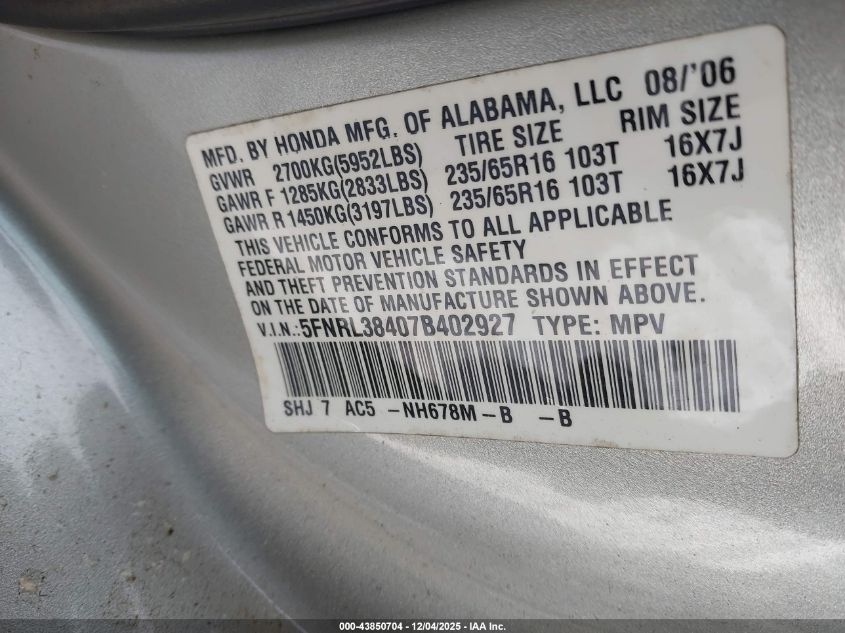 MFD. BY HONDA MFG. OF ALABAMA, LLC 08/'06
GVWR 2700KG(5952LBS) TIRE SIZE RIM SIZE
GAWR F 1285KG(2833LBS) 235/65R16 103T 16X7J
GAWR R 1450KG(3197LBS) 235/65R16 103T 16X7J
THIS VEHICLE CONFORMS TO ALL APPLICABLE
FEDERAL MOTOR VEHICLE SAFETY
AND THEFT PREVENTION STANDARDS IN EFFECT
ON THE DATE OF MANUFACTURE SHOWN ABOVE.
V.I.N.:5FNRL38407B402927 TYPE: MPV
SHJ 7 AC5 -NH678M-B -B
000-43850704 - 12/04/2025 - IAA Inc.